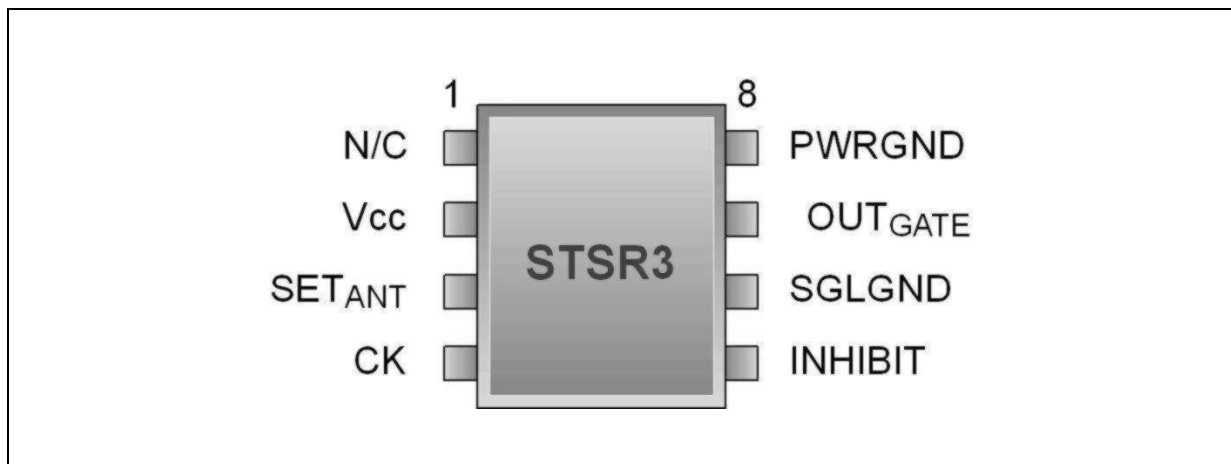 1 8
N/C PWRGND
Vcc OUTGATE
STSR3
SETANT SGLGND
CK INHIBIT